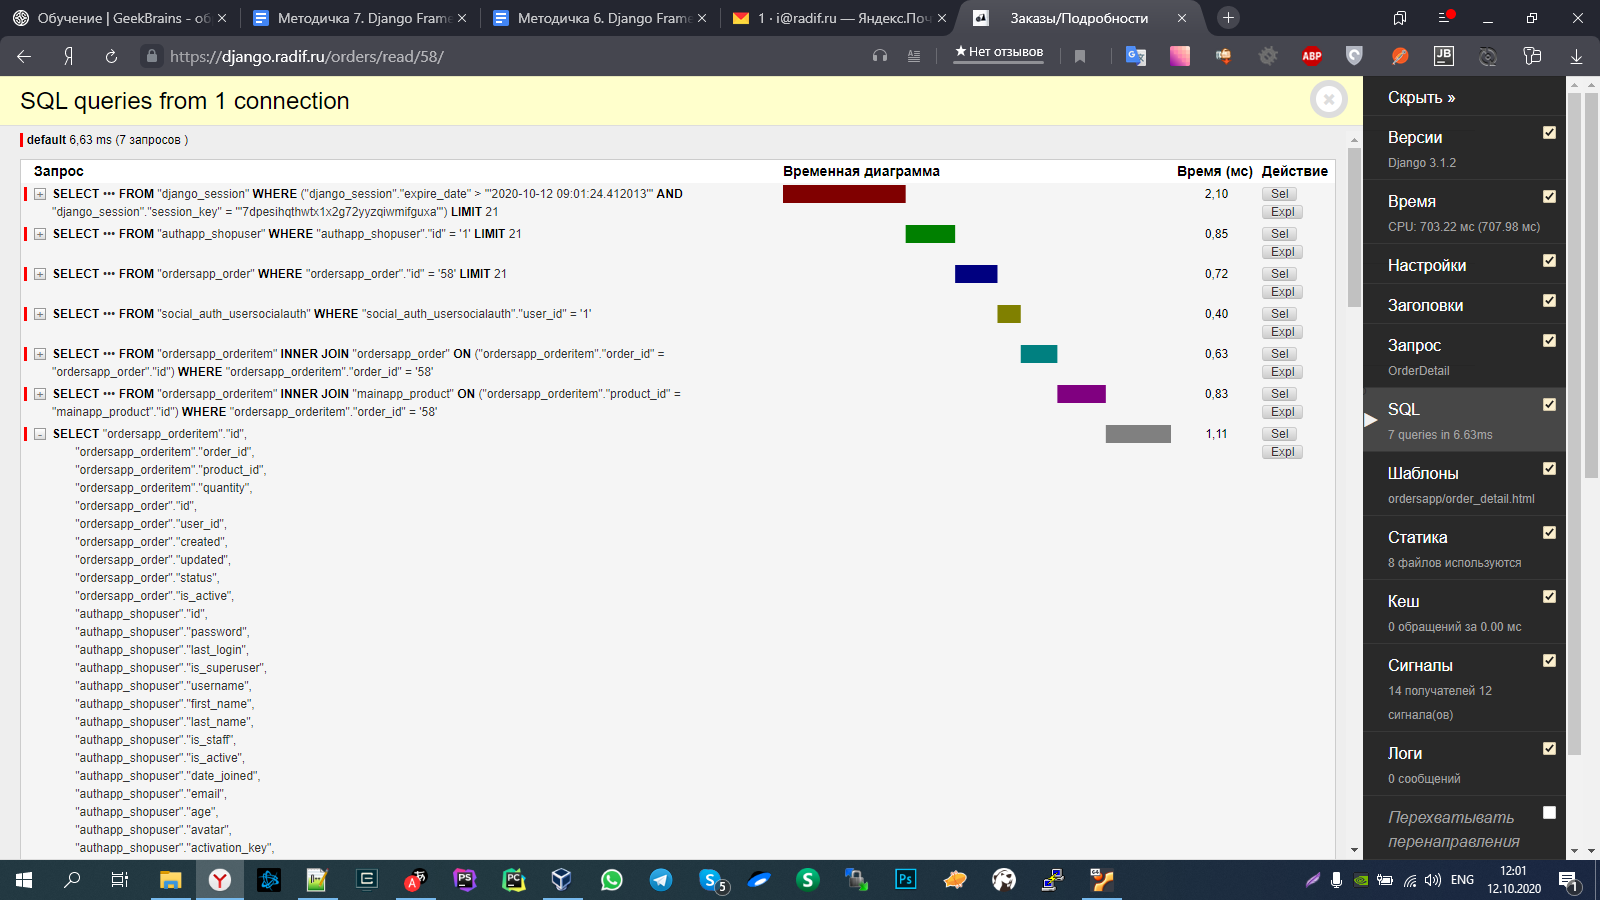 Обучение | GeekBrains - об
Методичка 7. Django Frame
Методичка 6. Django Frame
1 · i@radif.ru — Яндекс.Поч
Заказы/Подробности
https://django.radif.ru/orders/read/58/
★ Нет отзывов
ABP
JB
SQL queries from 1 connection
default 6,63 ms (7 запросов )
Запрос
Временная диаграмма
Время (мс)
Действие
SELECT ••• FROM "django_session" WHERE ("django_session"."expire_date" > '"2020-10-12 09:01:24.412013"' AND
"django_session"."session_key" = '"7dpesihqthwtx1x2g72yyzqiwmifguxa"') LIMIT 21
2,10
Sel
Expl
SELECT ••• FROM "authapp_shopuser" WHERE "authapp_shopuser"."id" = '1' LIMIT 21
0,85
Sel
Expl
SELECT ••• FROM "ordersapp_order" WHERE "ordersapp_order"."id" = '58' LIMIT 21
0,72
Sel
Expl
SELECT ••• FROM "social_auth_usersocialauth" WHERE "social_auth_usersocialauth"."user_id" = '1'
0,40
Sel
Expl
SELECT ••• FROM "ordersapp_orderitem" INNER JOIN "ordersapp_order" ON ("ordersapp_orderitem"."order_id" =
"ordersapp_order"."id") WHERE "ordersapp_orderitem"."order_id" = '58'
0,63
Sel
Expl
SELECT ••• FROM "ordersapp_orderitem" INNER JOIN "mainapp_product" ON ("ordersapp_orderitem"."product_id" =
"mainapp_product"."id") WHERE "ordersapp_orderitem"."order_id" = '58'
0,83
Sel
Expl
SELECT "ordersapp_orderitem"."id",
1,11
Sel
Expl
"ordersapp_orderitem"."order_id",
"ordersapp_orderitem"."product_id",
"ordersapp_orderitem"."quantity",
"ordersapp_order"."id",
"ordersapp_order"."user_id",
"ordersapp_order"."created",
"ordersapp_order"."updated",
"ordersapp_order"."status",
"ordersapp_order"."is_active",
"authapp_shopuser"."id",
"authapp_shopuser"."password",
"authapp_shopuser"."last_login",
"authapp_shopuser"."is_superuser",
"authapp_shopuser"."username",
"authapp_shopuser"."first_name",
"authapp_shopuser"."last_name",
"authapp_shopuser"."is_staff",
"authapp_shopuser"."is_active",
"authapp_shopuser"."date_joined",
"authapp_shopuser"."email",
"authapp_shopuser"."age",
"authapp_shopuser"."avatar",
"authapp_shopuser"."activation_key",
Скрыть »
Версии
Django 3.1.2
Время
CPU: 703.22 мс (707.98 мс)
Настройки
Заголовки
Запрос
OrderDetail
SQL
7 queries in 6.63ms
Шаблоны
ordersapp/order_detail.html
Статика
8 файлов используются
Кеш
0 обращений за 0.00 мс
Сигналы
14 получателей 12
сигнала(ов)
Логи
0 сообщений
Перехватывать
перенаправления
PS
PC
5
S
Ps
ENG
12:01
12.10.2020
1